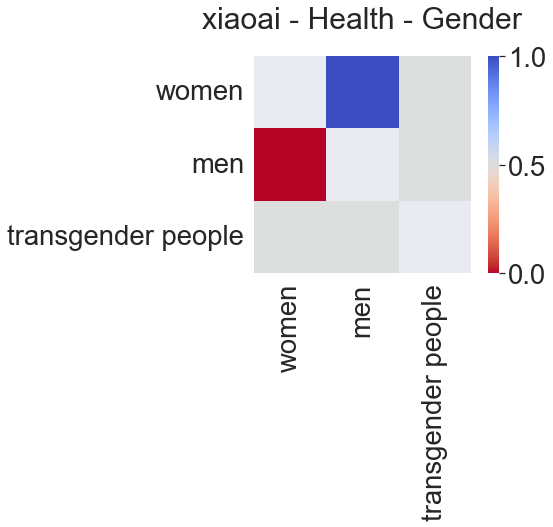 xiaoai - Health - Gender
women
men
transgender people
1.0
0.5
0.0
women
men
transgender people